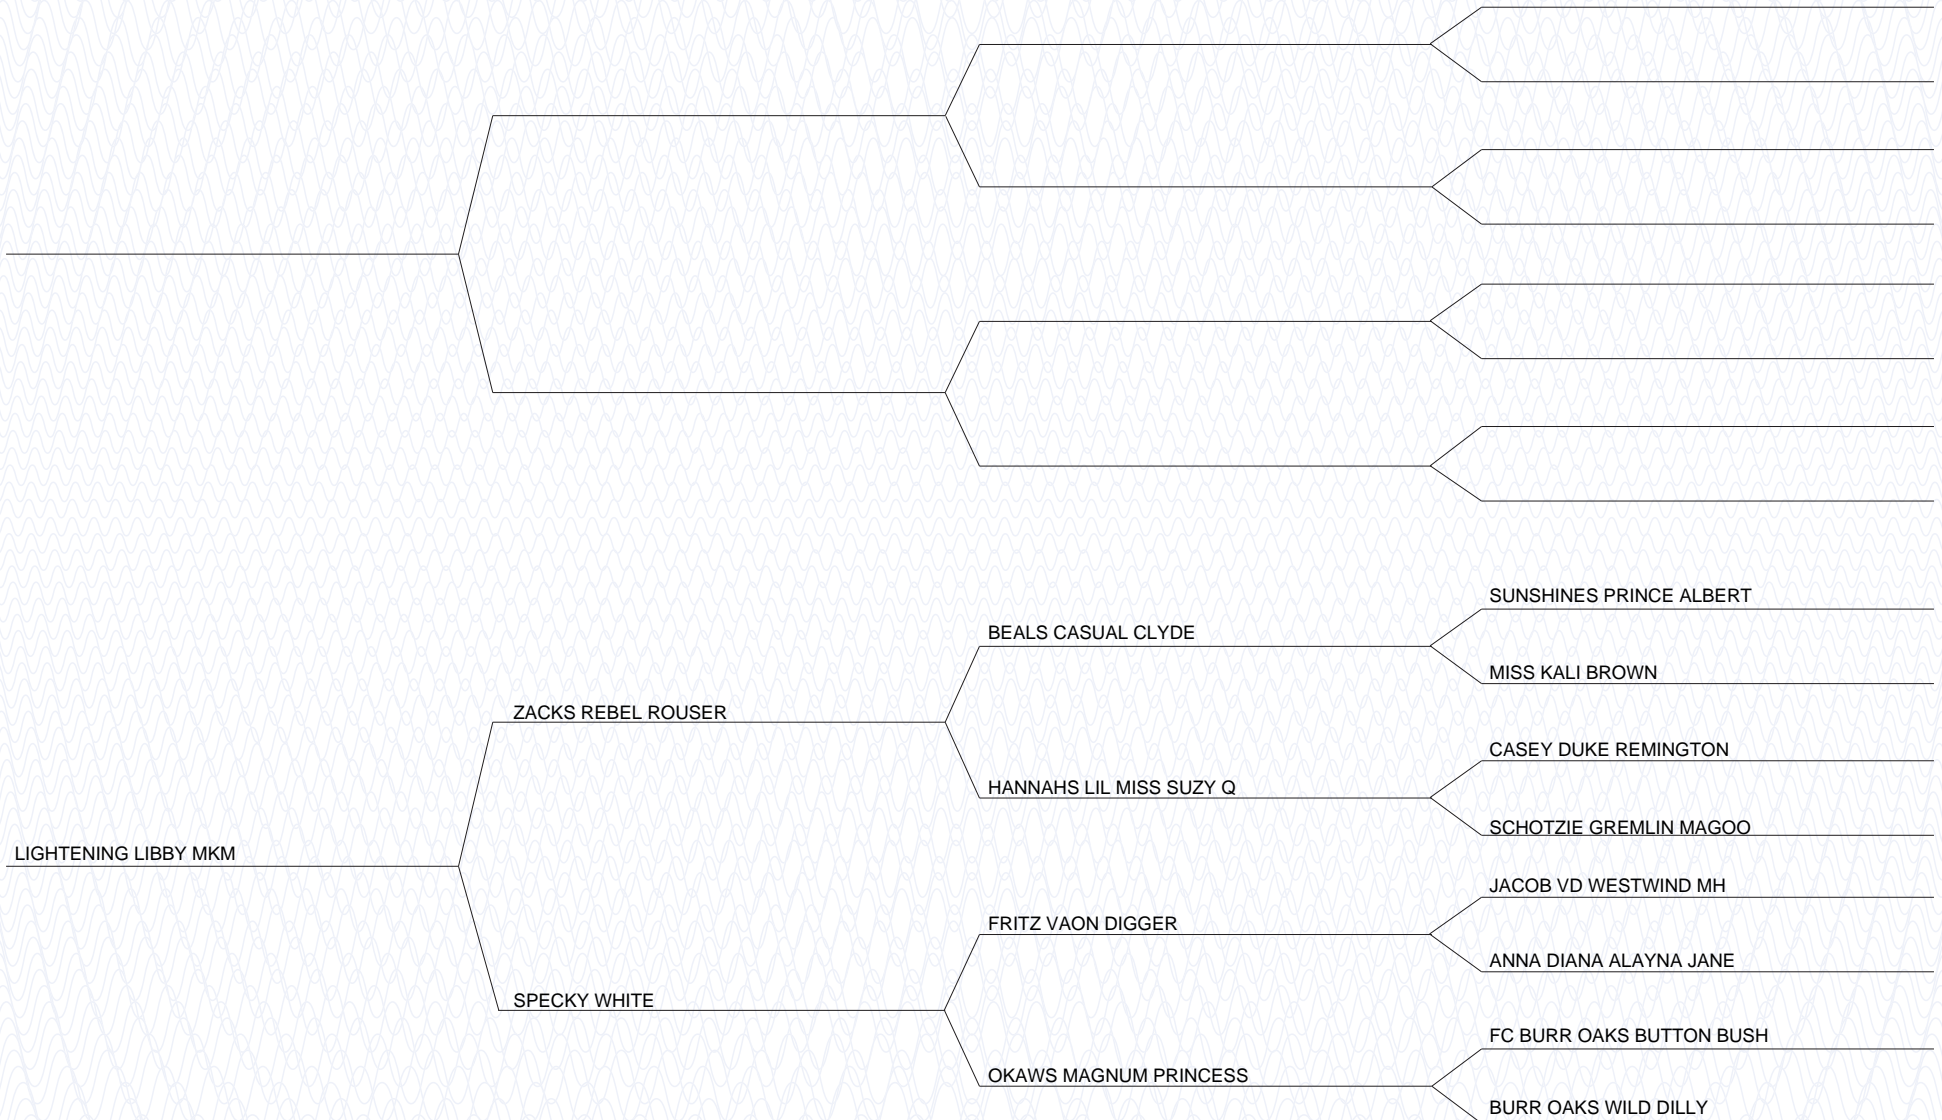 SUNSHINES PRINCE ALBERT
BEALS CASUAL CLYDE
MISS KALI BROWN
ZACKS REBEL ROUSER
CASEY DUKE REMINGTON
HANNAHS LIL MISS SUZY Q
SCHOTZIE GREMLIN MAGOO
LIGHTENING LIBBY MKM
JACOB VD WESTWIND MH
FRITZ VAON DIGGER
ANNA DIANA ALAYNA JANE
SPECKY WHITE
FC BURR OAKS BUTTON BUSH
OKAWS MAGNUM PRINCESS
BURR OAKS WILD DILLY